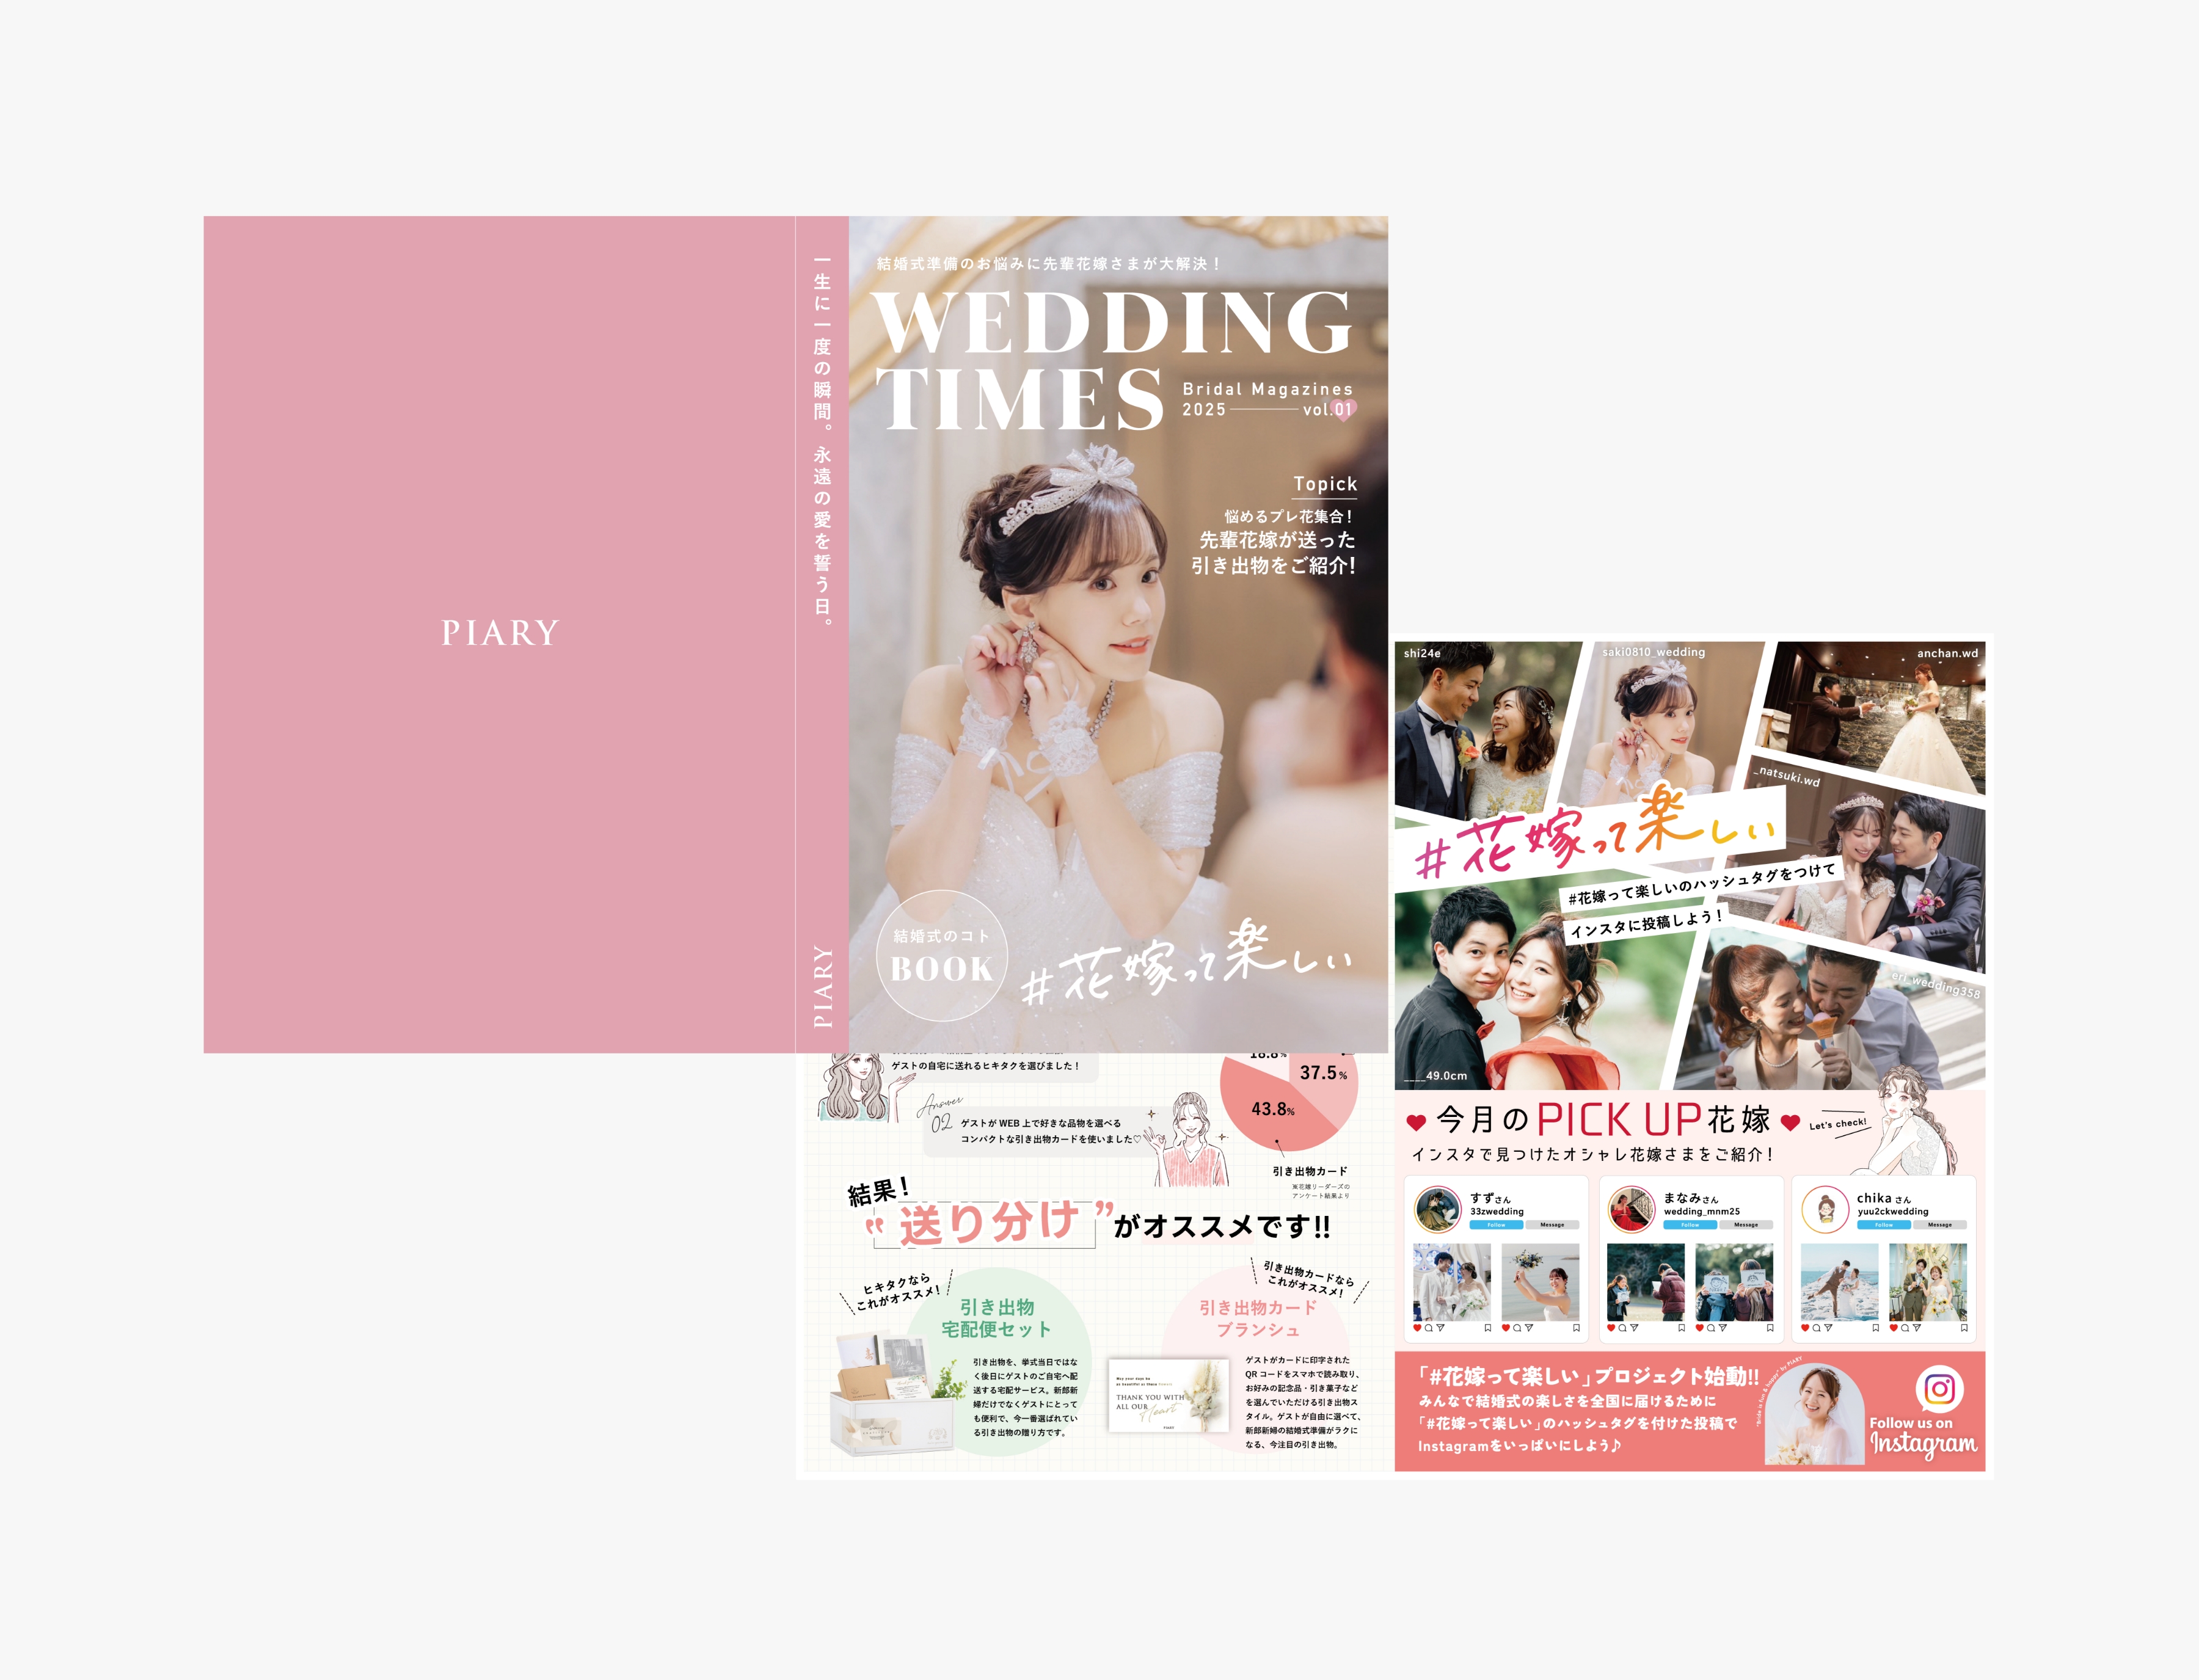 PIARY
一生に一度の瞬間。永遠の愛を誓う日。
PIARY
結婚式準備のお悩みに先輩花嫁さまが大解決！
WEDDING
TIMES
Bridal Magazines
2025 vol.01
Topick
悩めるプレ花集合！
先輩花嫁が送った
引き出物をご紹介！
結婚式のコト
BOOK
#花嫁って楽しい
ゲストの自宅に送れるヒキタクを選びました！
Answer
02
ゲストが WEB 上で好きな品物を選べる
コンパクトな引き出物カードを使いました♡
18.8%
37.5%
43.8%
引き出物カード
アンケート結果より
結果！
“送り分け”がオススメです!!
ヒキタクなら
これがオススメ！
引き出物
宅配便セット
引き出物を、挙式当日ではな
く後日にゲストのご自宅へ配
送する宅配サービス。新郎新
婦だけでなくゲストにとって
も便利で、今一番選ばれてい
る引き出物の贈り方です。
引き出物カードなら
これがオススメ！
引き出物カード
ブランシュ
THANK YOU WITH
ALL OUR
Heart
ゲストがカードに印字された
QR コードをスマホで読み取り、
お好みの記念品・引き菓子など
を選んでいただける引き出物ス
タイル。ゲストが自由に選べて、
新郎新婦の結婚式準備がラクに
なる、今注目の引き出物。
shi24e
saki0810_wedding
anchan.wd
_natsuki.wd
#花嫁って楽しい
#花嫁って楽しいのハッシュタグをつけて
インスタに投稿しよう！
eri_wedding358
____49.0cm
今月のPICK UP花嫁
Let's check!
インスタで見つけたオシャレ花嫁さまをご紹介！
すずさん
33zwedding
Follow Message
まなみさん
wedding_mnm25
Follow Message
chika さん
yuu2ckwedding
Follow Message
「#花嫁って楽しい」プロジェクト始動!!
みんなで結婚式の楽しさを全国に届けるために
「#花嫁って楽しい」のハッシュタグを付けた投稿で
Instagramをいっぱいにしよう♪
"Bride is fun & happy" by PIARY
Follow us on
Instagram